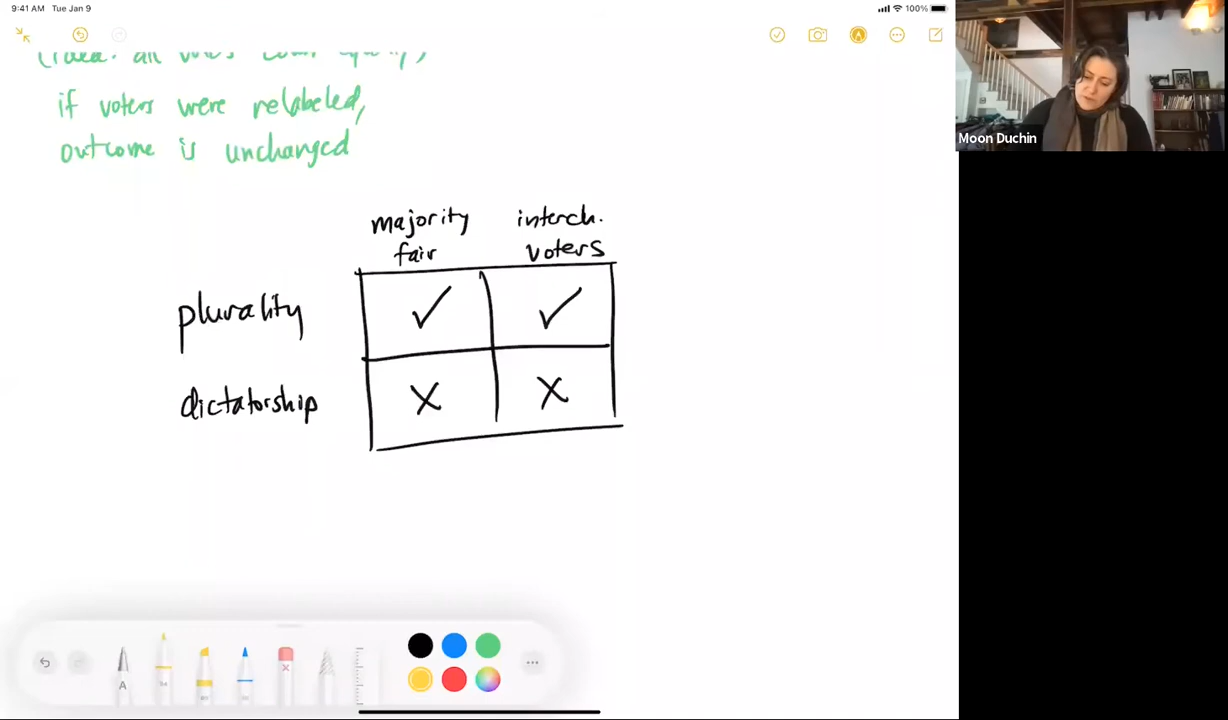 9:41 AM Tue Jan 9
100%
all
if voters were relabeled,
outcome is unchanged
majority fair
interch. voters
plurality ✓ ✓
dictatorship X X
Moon Duchin
A